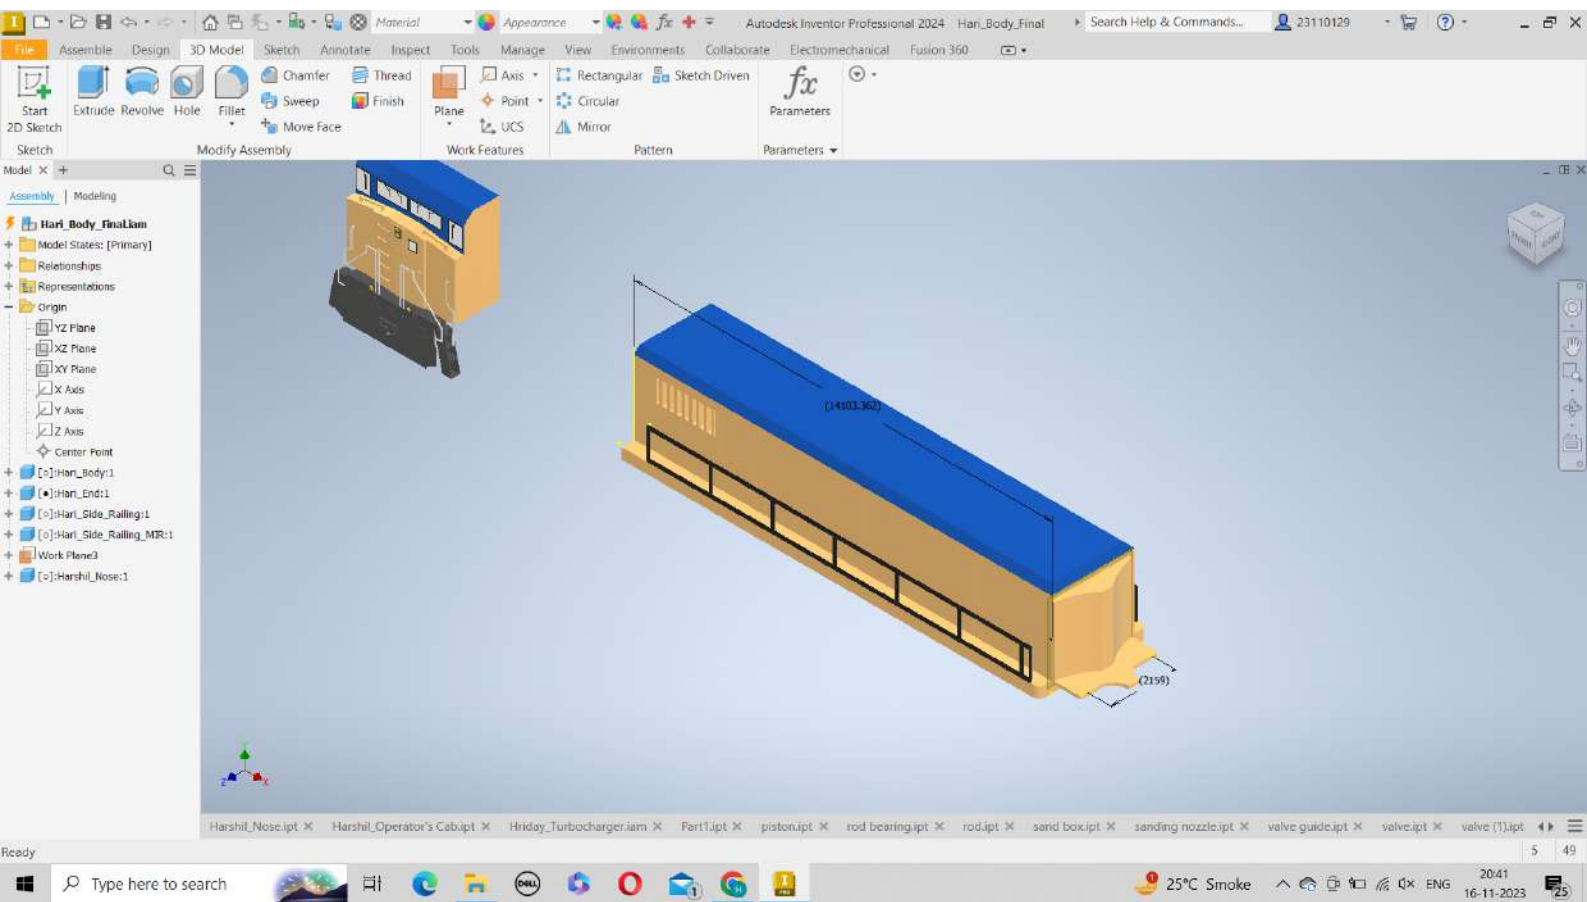 Material
Appearance
Autodesk Inventor Professional 2024 Hari_Body_Final
Search Help & Commands...
23110129
File Assemble Design 3D Model Sketch Annotate Inspect Tools Manage View Environments Collaborate Electromechanical Fusion 360
Start
2D Sketch
Extrude Revolve Hole Fillet
Chamfer
Sweep
Move Face
Thread
Finish
Plane
Axis
Point
UCS
Rectangular
Circular
Mirror
Sketch Driven
fx
Parameters
Sketch Modify Assembly Work Features Pattern Parameters
Model X +
Assembly | Modeling
Hari_Body_Final.iam
Model States: [Primary]
Relationships
Representations
Origin
YZ Plane
XZ Plane
XY Plane
X Axis
Y Axis
Z Axis
Center Point
[○]:Hari_Body:1
[●]:Hari_End:1
[○]:Hari_Side_Railing:1
[○]:Hari_Side_Railing_MIR:1
Work Plane3
[○]:Harshil_Nose:1
(14103.362)
(2159)
Y
Z X
Harshil_Nose.ipt X Harshil_Operator's Cab.ipt X Hriday_Turbocharger.iam X Part1.ipt X piston.ipt X rod bearing.ipt X rod.ipt X sand box.ipt X sanding nozzle.ipt X valve guide.ipt X valve.ipt X valve (1).ipt
Ready
5 49
Type here to search
DELL
1
25°C Smoke
ENG
20:41
16-11-2023
25